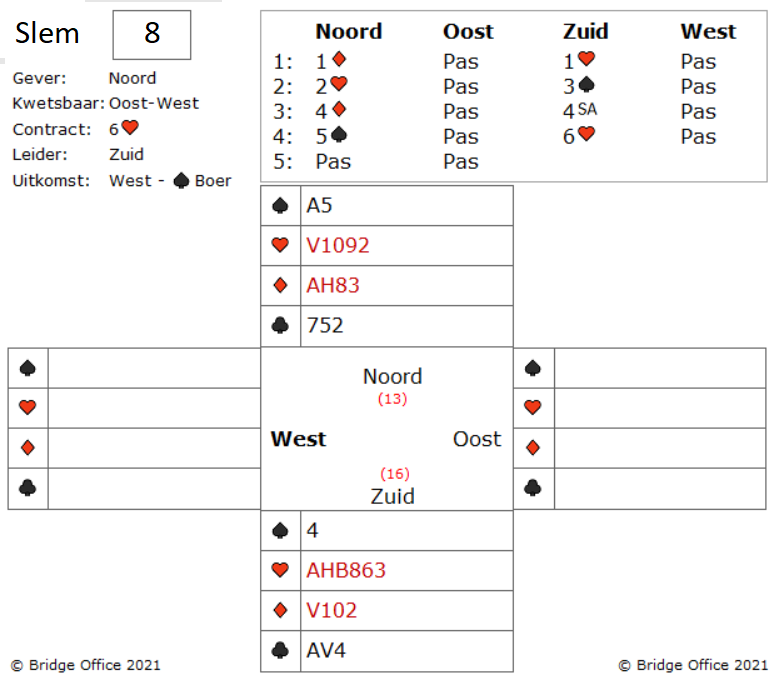 Slem 8
Gever: Noord
Kwetsbaar: Oost-West
Contract: 6♥
Leider: Zuid
Uitkomst: West - ♠ Boer
Noord Oost Zuid West
1: 1♦ Pas 1♥ Pas
2: 2♥ Pas 3♠ Pas
3: 4♦ Pas 4SA Pas
4: 5♠ Pas 6♥ Pas
5: Pas Pas
♠ A5
♥ V1092
♦ AH83
♣ 752
♠ ♠
♥ ♥
♦ ♦
♣ ♣
Noord
(13)
West Oost
(16)
Zuid
♠ 4
♥ AHB863
♦ V102
♣ AV4
© Bridge Office 2021 © Bridge Office 2021